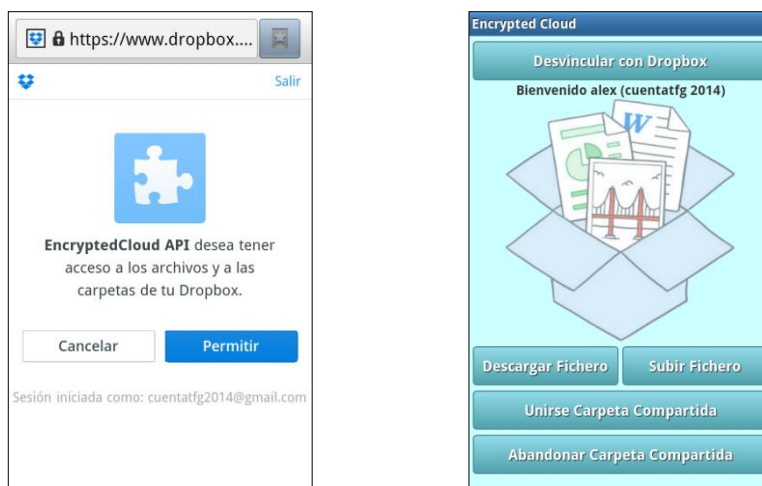 https://www.dropbox....
Salir
EncryptedCloud API desea tener
acceso a los archivos y a las
carpetas de tu Dropbox.
Cancelar
Permitir
Sesión iniciada como: cuentatfg2014@gmail.com
Encrypted Cloud
Desvincular con Dropbox
Bienvenido alex (cuentatfg 2014)
W
Descargar Fichero
Subir Fichero
Unirse Carpeta Compartida
Abandonar Carpeta Compartida